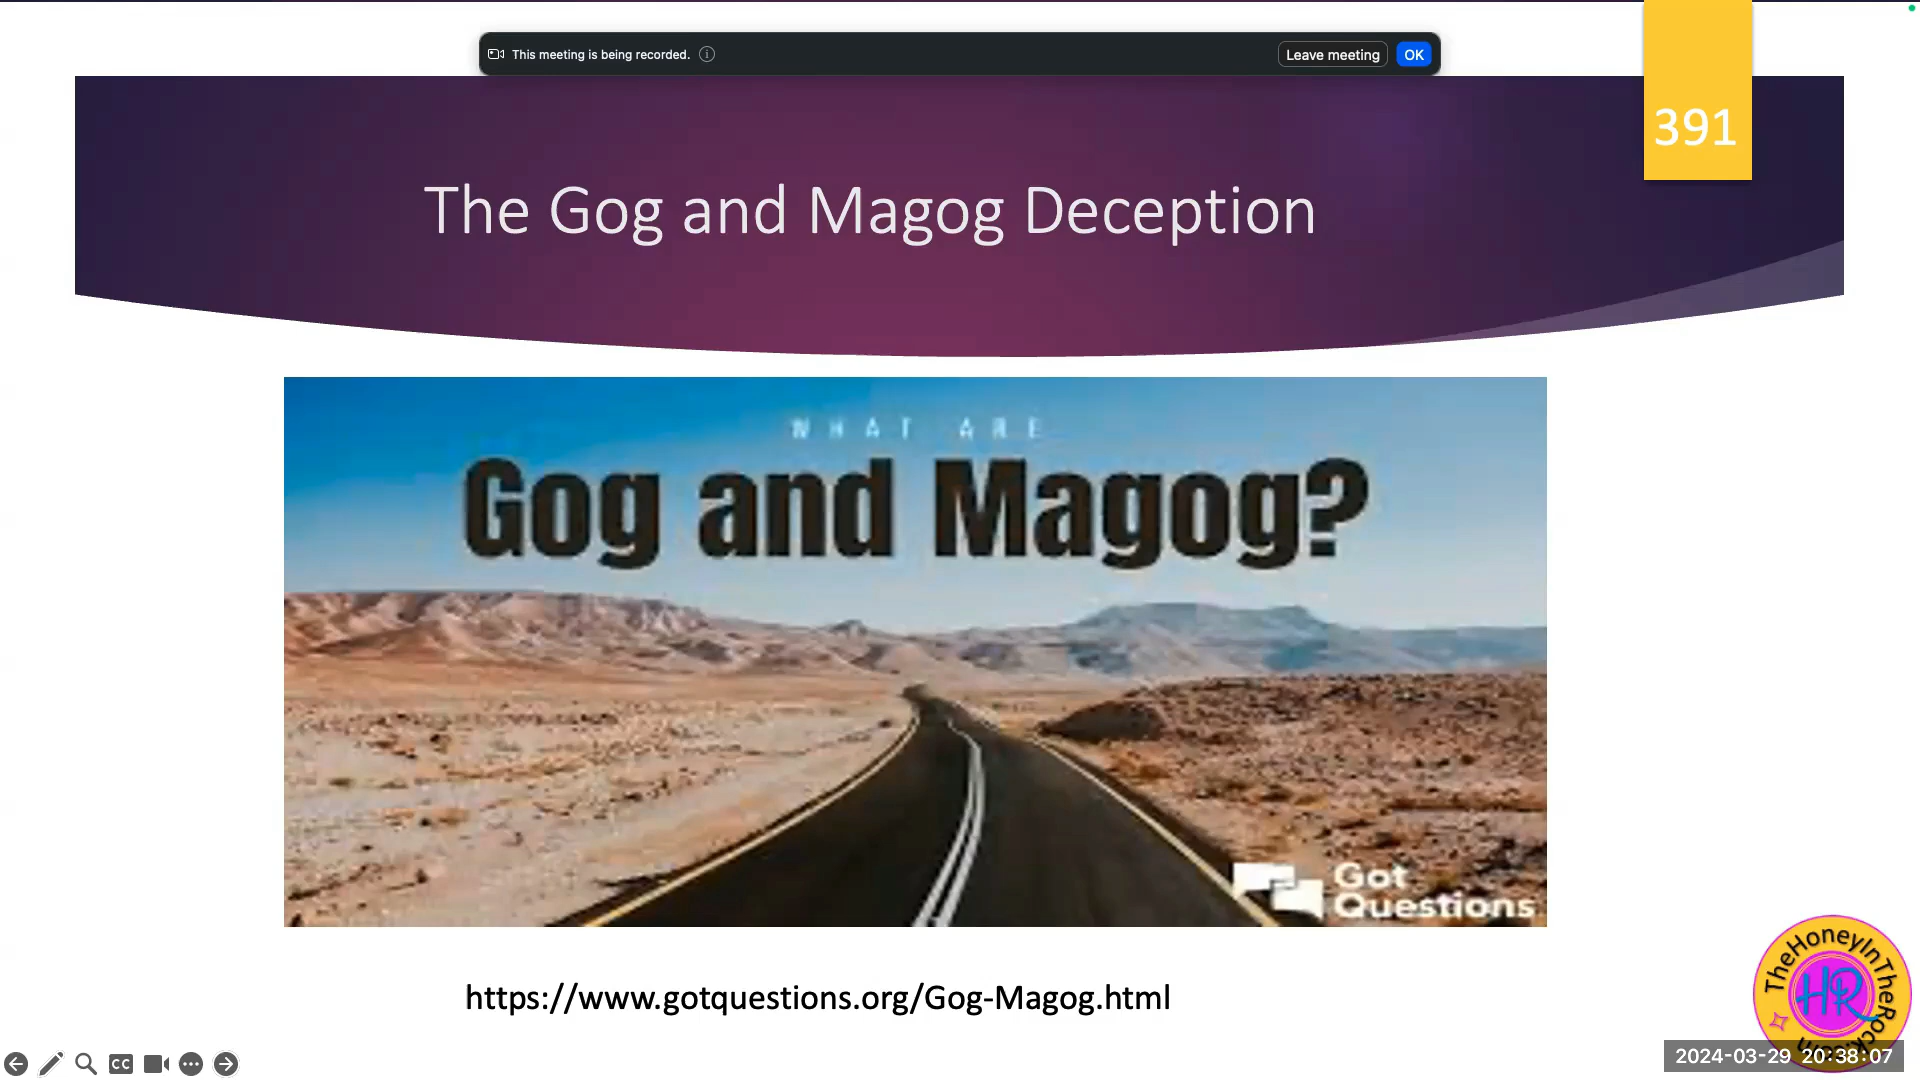 This meeting is being recorded.
Leave meeting
OK
391
The Gog and Magog Deception
WHAT ARE
Gog and Magog?
Got
Questions
https://www.gotquestions.org/Gog-Magog.html
TheHoneyInTheRock.com
HR
CC
2024-03-29 20:38:07